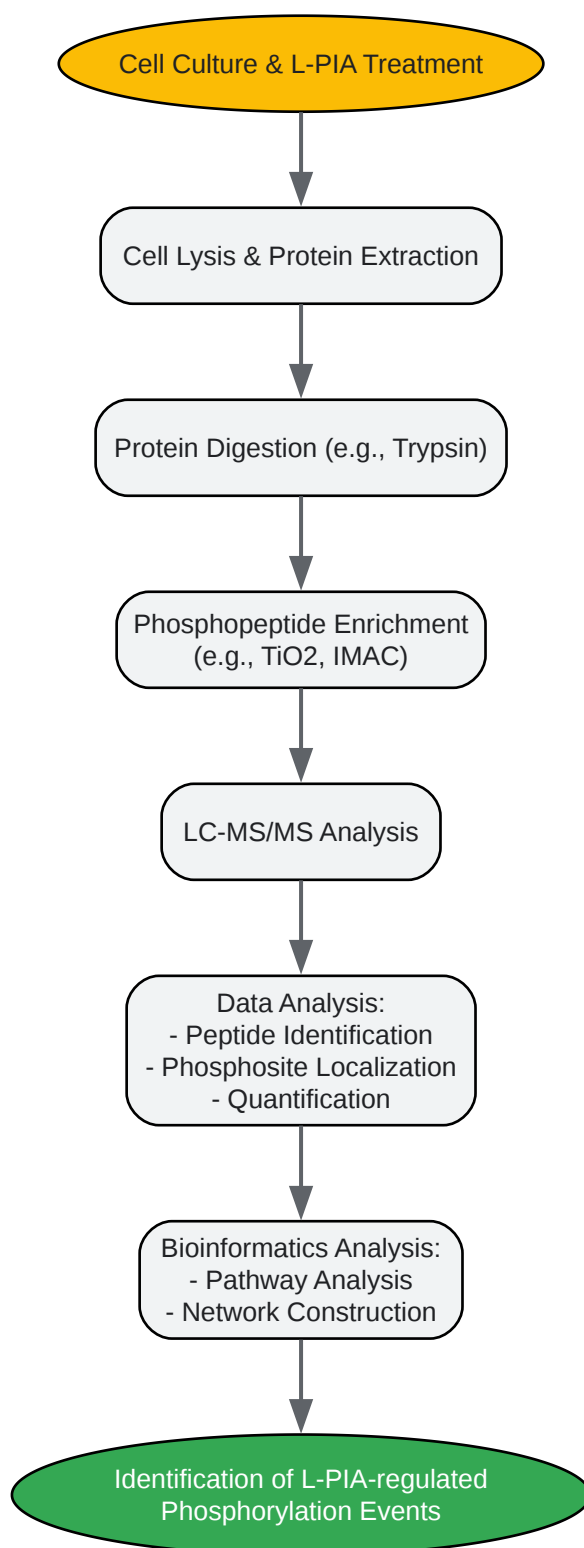 Cell Culture & L-PIA Treatment
Cell Lysis & Protein Extraction
Protein Digestion (e.g., Trypsin)
Phosphopeptide Enrichment
(e.g., TiO2, IMAC)
LC-MS/MS Analysis
Data Analysis:
- Peptide Identification
- Phosphosite Localization
- Quantification
Bioinformatics Analysis:
- Pathway Analysis
- Network Construction
Identification of L-PIA-regulated
Phosphorylation Events